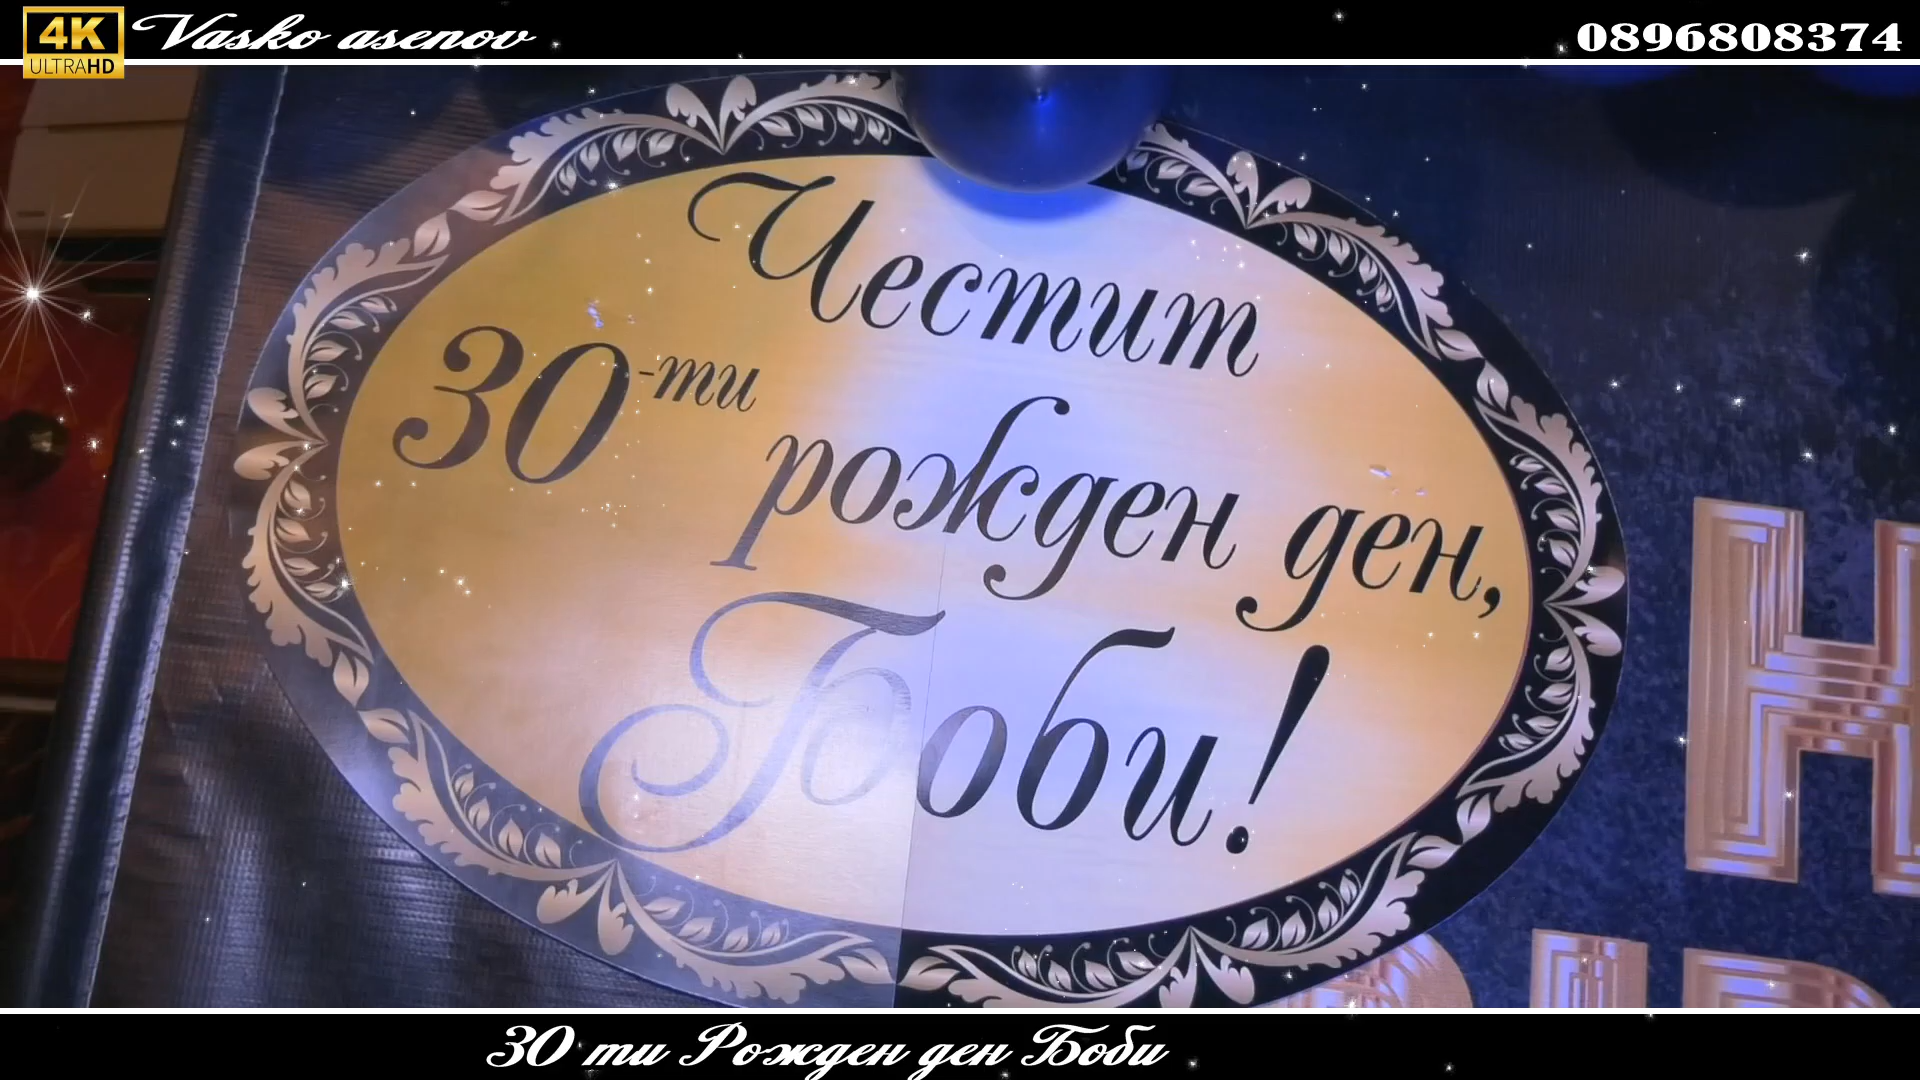 4K
ULTRAHD
Vasko asenov
0896808374
Честит
30-ти
рожден ден,
Боби!
H
30 ти Рожден ден Боби